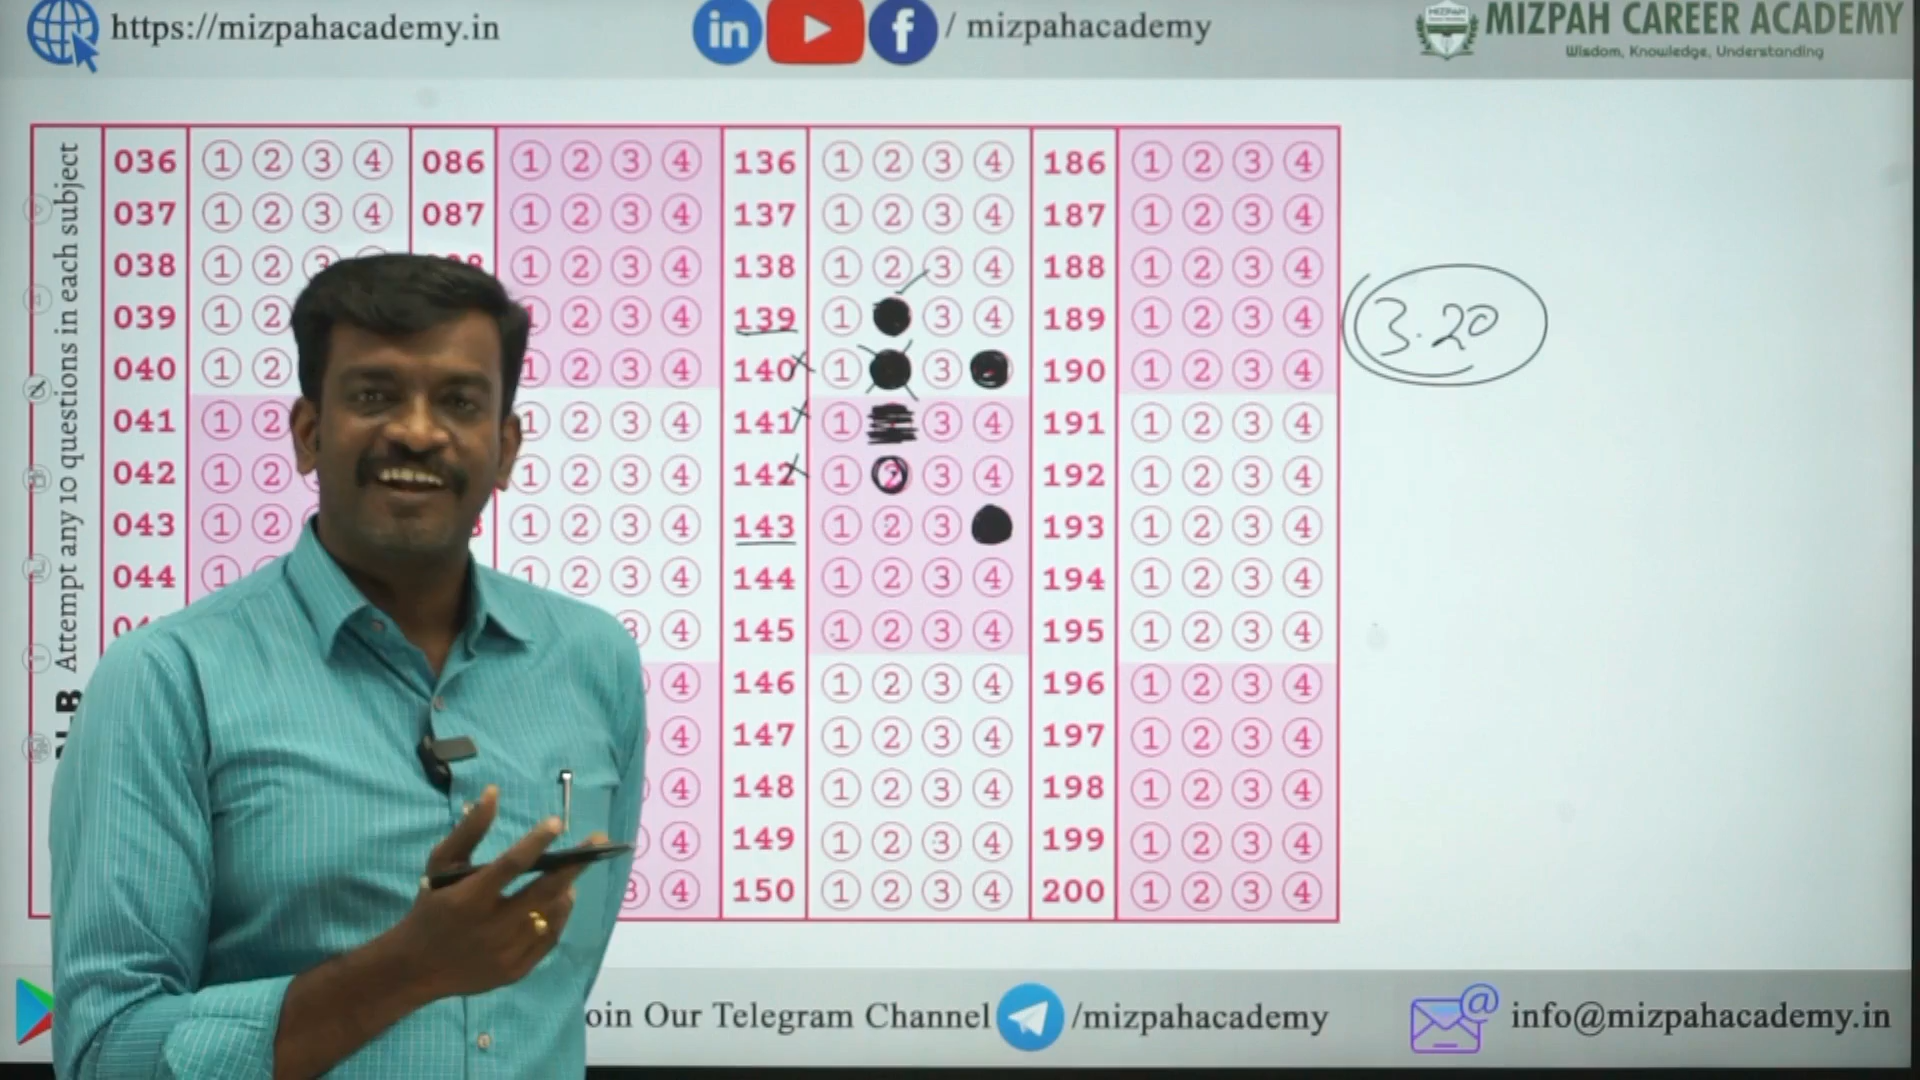 https://mizpahacademy.in
in f / mizpahacademy
MIZPAH CAREER ACADEMY
Wisdom, Knowledge, Understanding
Attempt any 10 questions in each subject
036 1 2 3 4 086 1 2 3 4 136 1 2 3 4 186 1 2 3 4
037 1 2 3 4 087 1 2 3 4 137 1 2 3 4 187 1 2 3 4
038 1 2 3 1 2 3 4 138 1 2 3 4 188 1 2 3 4
039 1 2 1 2 3 4 139 1 3 4 189 1 2 3 4
040 1 2 1 2 3 4 140 1 3 190 1 2 3 4
041 1 2 1 2 3 4 141 1 3 4 191 1 2 3 4
042 1 2 1 2 3 4 142 1 2 3 4 192 1 2 3 4
043 1 2 1 2 3 4 143 1 2 3 193 1 2 3 4
044 1 1 2 3 4 144 1 2 3 4 194 1 2 3 4
3 4 145 1 2 3 4 195 1 2 3 4
4 146 1 2 3 4 196 1 2 3 4
4 147 1 2 3 4 197 1 2 3 4
4 148 1 2 3 4 198 1 2 3 4
4 149 1 2 3 4 199 1 2 3 4
3 4 150 1 2 3 4 200 1 2 3 4
3.20
oin Our Telegram Channel /mizpahacademy
info@mizpahacademy.in